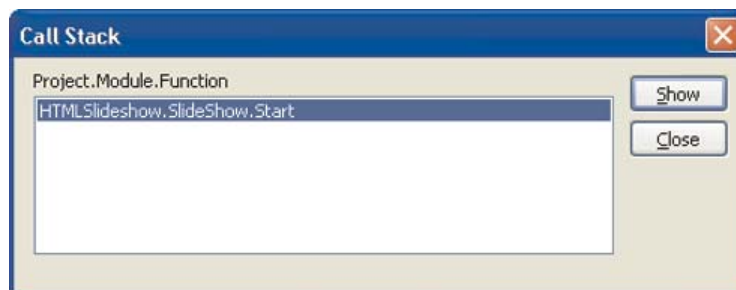 Call Stack
Project.Module.Function
HTMLSlideshow.SlideShow.Start
Show
Close